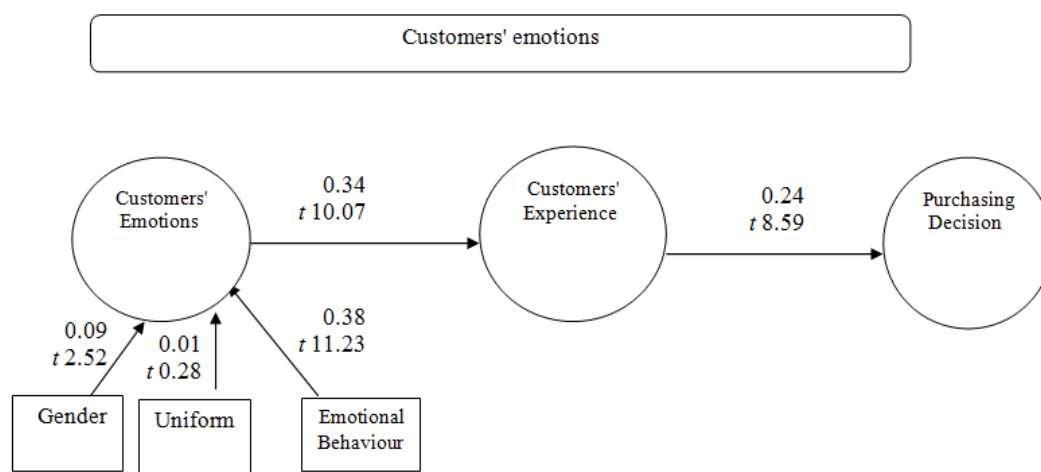 Customers' emotions
Customers'
Emotions
0.34
t 10.07
Customers'
Experience
0.24
t 8.59
Purchasing
Decision
0.09
t 2.52
0.01
t 0.28
0.38
t 11.23
Gender
Uniform
Emotional
Behaviour